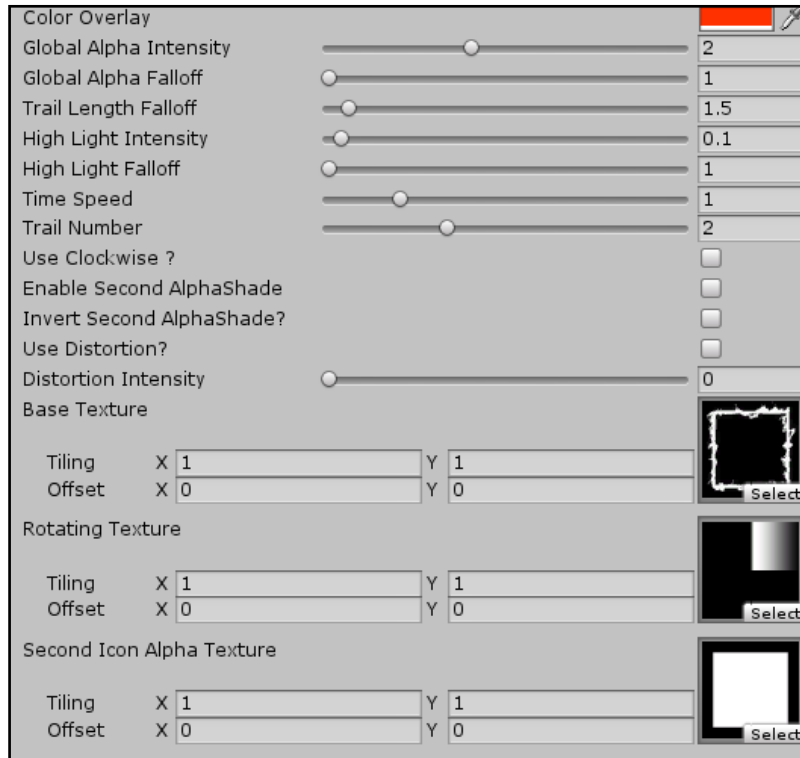 Color Overlay
Global Alpha Intensity 2
Global Alpha Falloff 1
Trail Length Falloff 1.5
High Light Intensity 0.1
High Light Falloff 1
Time Speed 1
Trail Number 2
Use Clockwise ?
Enable Second AlphaShade
Invert Second AlphaShade?
Use Distortion?
Distortion Intensity 0
Base Texture
Tiling X 1 Y 1
Offset X 0 Y 0 Select
Rotating Texture
Tiling X 1 Y 1
Offset X 0 Y 0 Select
Second Icon Alpha Texture
Tiling X 1 Y 1
Offset X 0 Y 0 Select